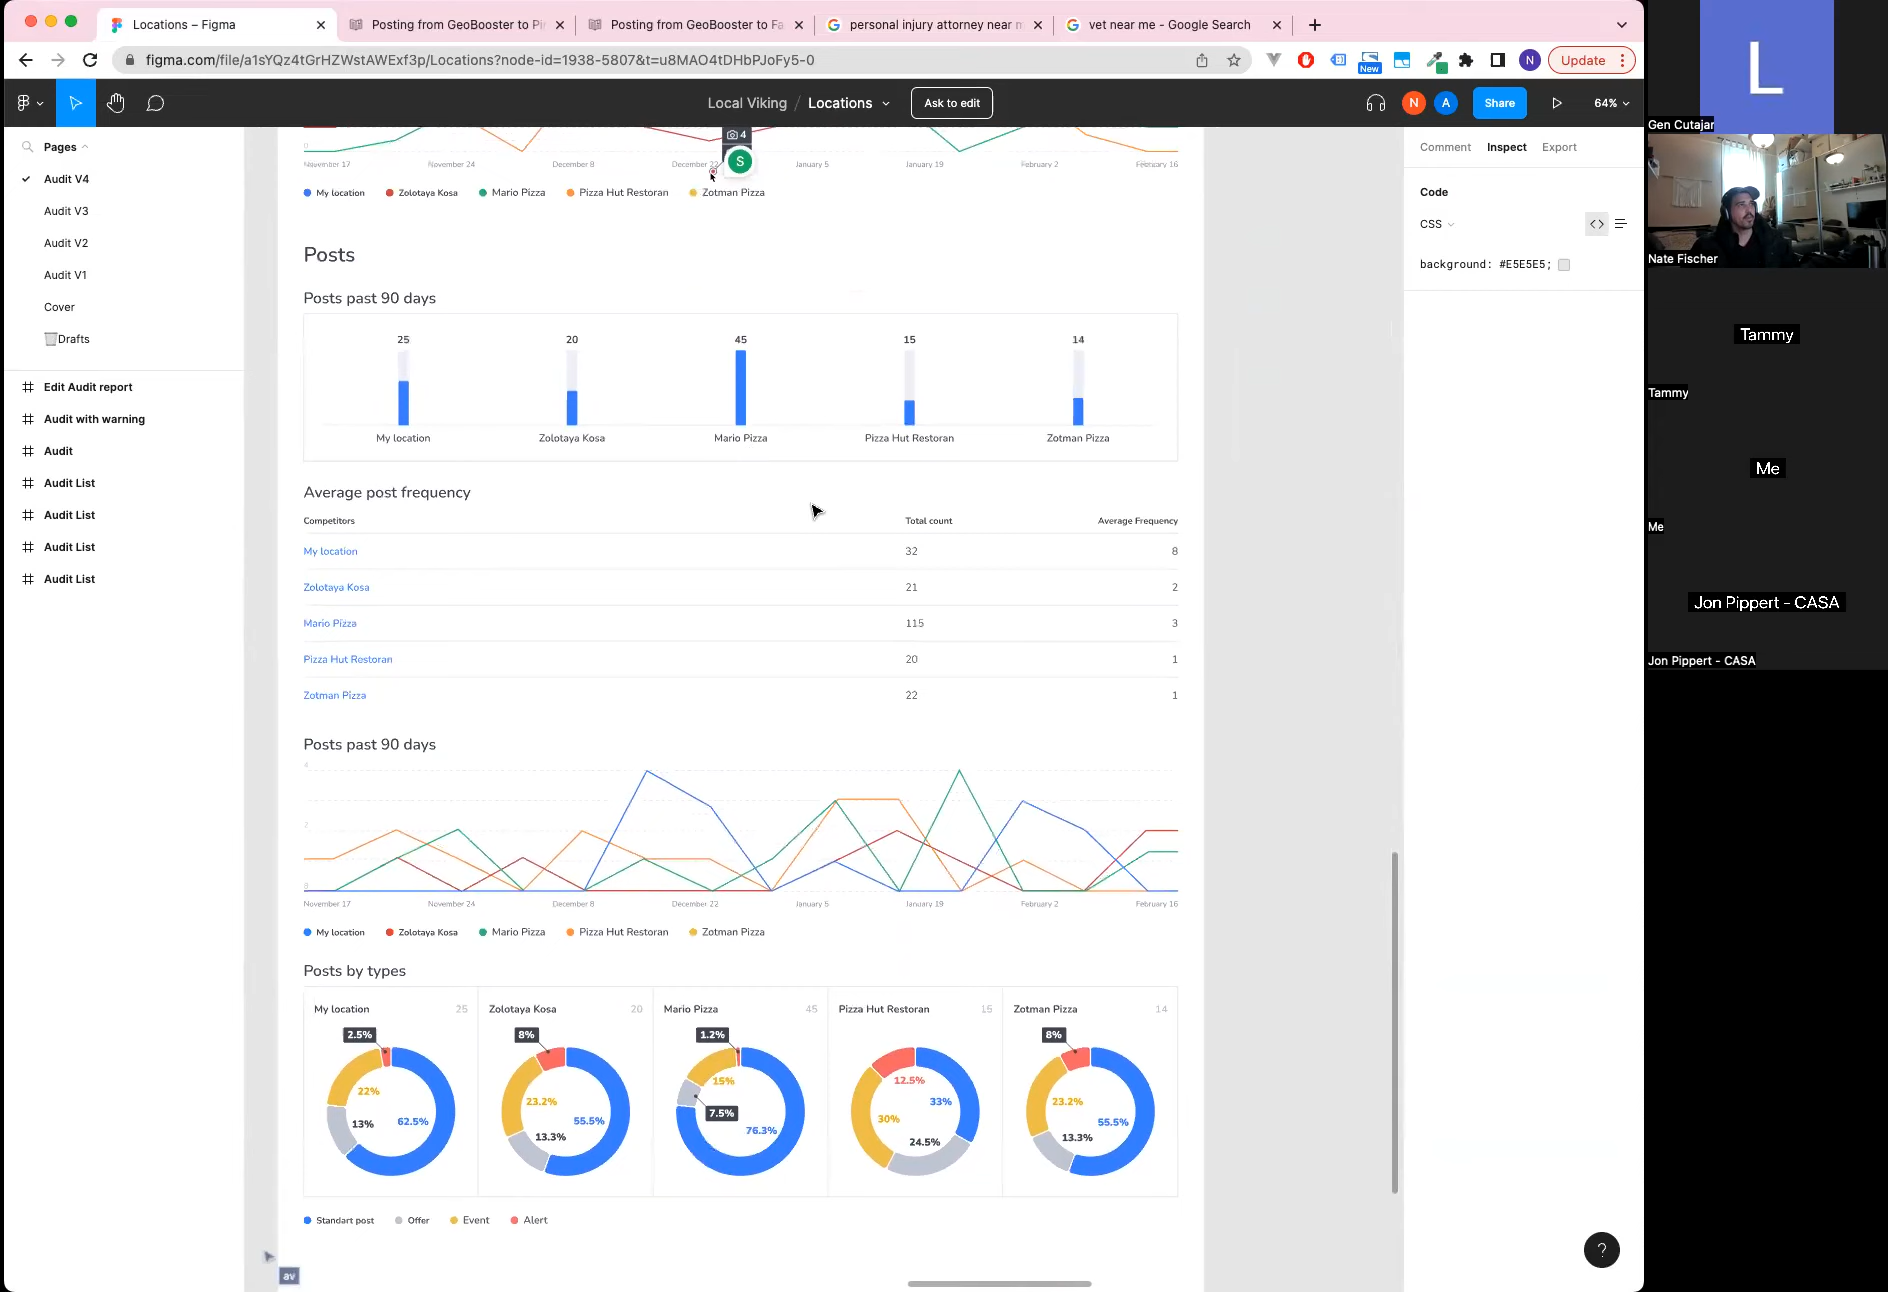 Locations – Figma
Posting from GeoBooster to Pi
Posting from GeoBooster to Fa
personal injury attorney near m
vet near me - Google Search
figma.com/file/a1sYQz4tGrHZWstAWExf3p/Locations?node-id=1938-5807&t=u8MAO4tDHbPJoFy5-0
New
N
Update
Local Viking / Locations
Ask to edit
N
A
Share
64%
Pages
Audit V4
Audit V3
Audit V2
Audit V1
Cover
Drafts
Edit Audit report
Audit with warning
Audit
Audit List
Audit List
Audit List
Audit List
0
4
S
November 17 November 24 December 8 December 22 January 5 January 19 February 2 February 16
My location Zolotaya Kosa Mario Pizza Pizza Hut Restoran Zotman Pizza
Posts
Posts past 90 days
25 20 45 15 14
My location Zolotaya Kosa Mario Pizza Pizza Hut Restoran Zotman Pizza
Average post frequency
Competitors Total count Average Frequency
My location 32 8
Zolotaya Kosa 21 2
Mario Pizza 115 3
Pizza Hut Restoran 20 1
Zotman Pizza 22 1
Posts past 90 days
4
2
0
November 17 November 24 December 8 December 22 January 5 January 19 February 2 February 16
My location Zolotaya Kosa Mario Pizza Pizza Hut Restoran Zotman Pizza
Posts by types
My location 25
2.5%
22%
13%
62.5%
Zolotaya Kosa 20
8%
23.2%
55.5%
13.3%
Mario Pizza 45
1.2%
15%
7.5%
76.3%
Pizza Hut Restoran 15
12.5%
33%
30%
24.5%
Zotman Pizza 14
8%
23.2%
55.5%
13.3%
Standart post Offer Event Alert
av
Comment Inspect Export
Code
CSS
background: #E5E5E5;
?
L
Gen Cutajar
Nate Fischer
Tammy
Tammy
Me
Me
Jon Pippert - CASA
Jon Pippert - CASA